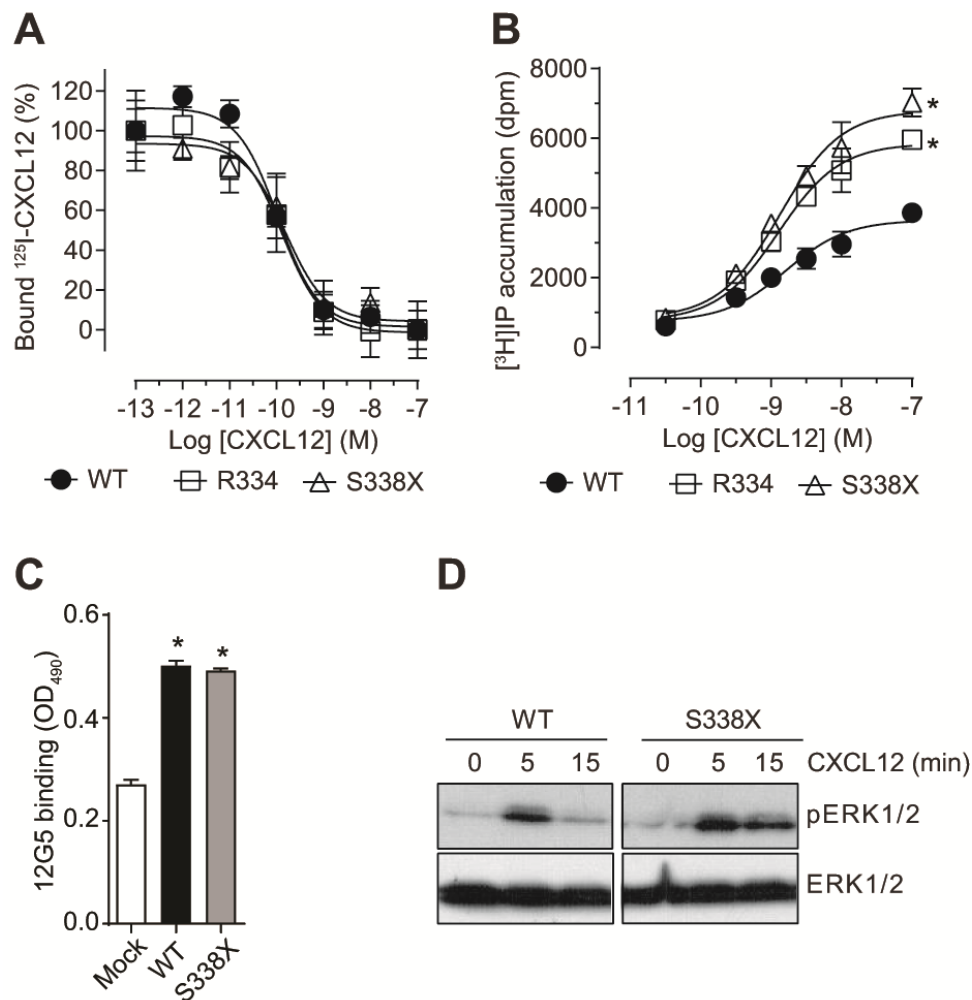 A
Bound ¹²⁵I-CXCL12 (%)
120
100
80
60
40
20
0
-13 -12 -11 -10 -9 -8 -7
Log [CXCL12] (M)
WT R334 S338X
B
[³H]IP accumulation (dpm)
8000
6000
4000
2000
0
*
*
-11 -10 -9 -8 -7
Log [CXCL12] (M)
WT R334 S338X
C
12G5 binding (OD₄₉₀)
0.6
0.4
0.2
0.0
* *
Mock WT S338X
D
WT S338X
0 5 15 0 5 15 CXCL12 (min)
pERK1/2
ERK1/2